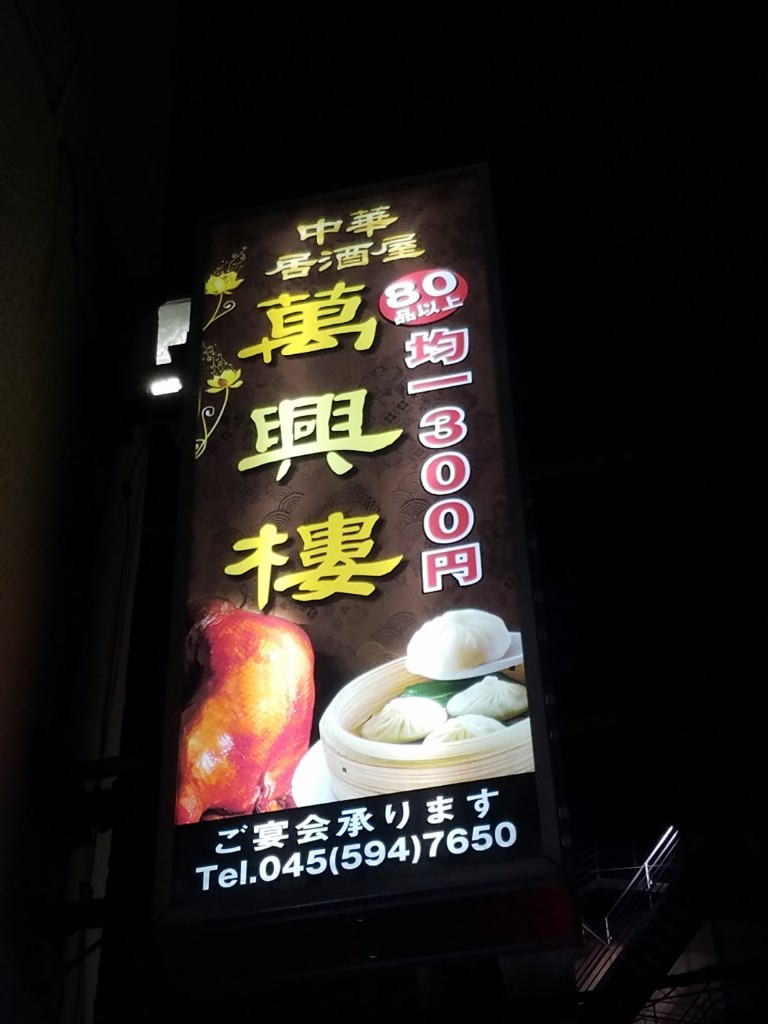 中華
居酒屋
萬興樓
80
品以上
均一300円
ご宴会承ります
Tel.045(594)7650